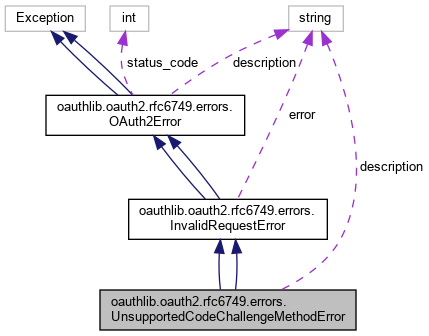 Exception
int
string
status_code
description
oauthlib.oauth2.rfc6749.errors.
OAuth2Error
error
description
oauthlib.oauth2.rfc6749.errors.
InvalidRequestError
oauthlib.oauth2.rfc6749.errors.
UnsupportedCodeChallengeMethodError